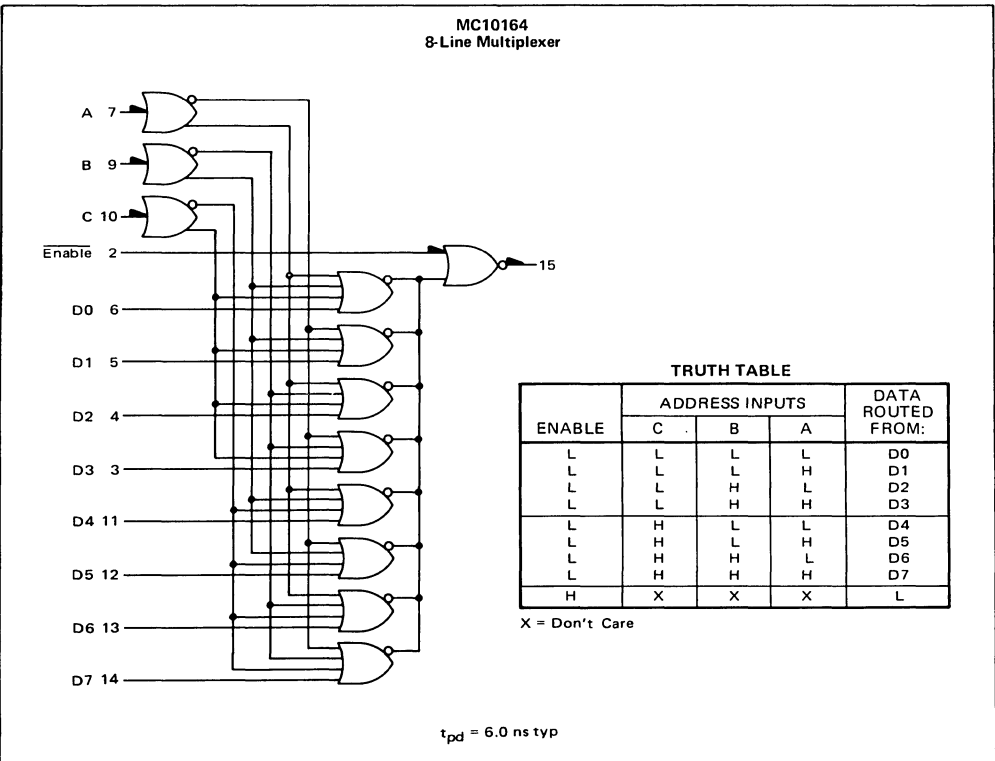 MC10164
8-Line Multiplexer
A 7
B 9
C 10
Enable 2
15
D0 6
D1 5
D2 4
D3 3
D4 11
D5 12
D6 13
D7 14
TRUTH TABLE
ENABLE ADDRESS INPUTS DATA ROUTED FROM:
C B A
L L L L D0
L L L H D1
L L H L D2
L L H H D3
L H L L D4
L H L H D5
L H H L D6
L H H H D7
H X X X L
X = Don't Care
tpd = 6.0 ns typ